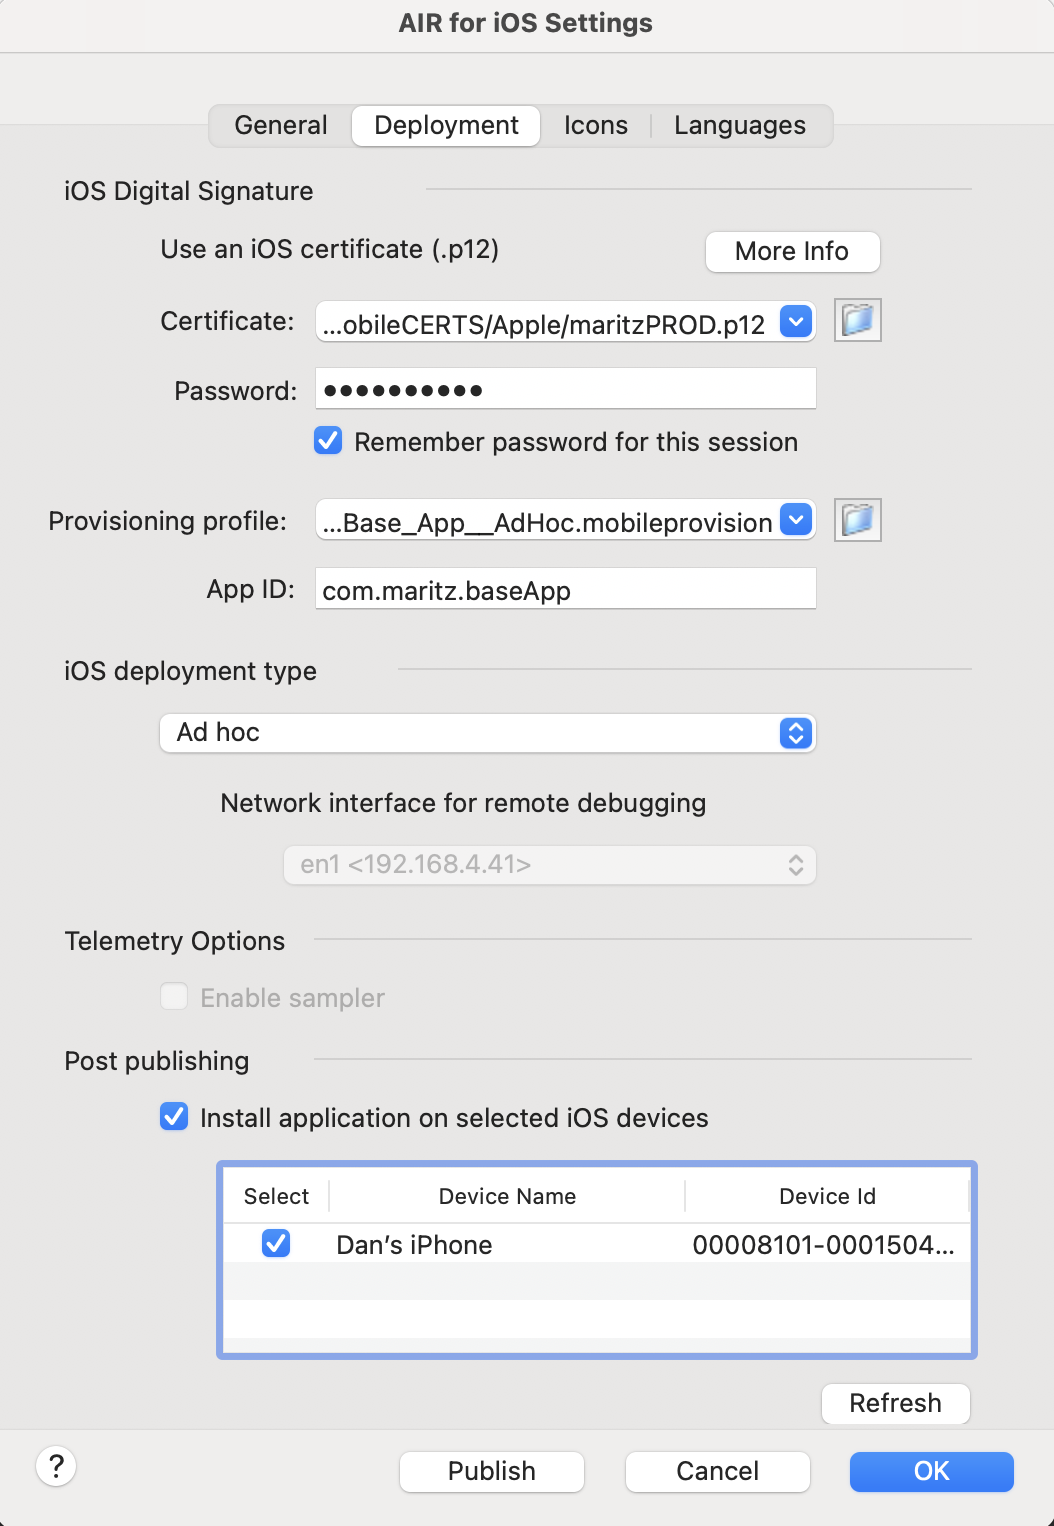 AIR for iOS Settings
General Deployment Icons Languages
iOS Digital Signature
Use an iOS certificate (.p12) More Info
Certificate: ...obileCERTS/Apple/maritzPROD.p12
Password: ●●●●●●●●●●
Remember password for this session
Provisioning profile: ...Base_App__AdHoc.mobileprovision
App ID: com.maritz.baseApp
iOS deployment type
Ad hoc
Network interface for remote debugging
en1 <192.168.4.41>
Telemetry Options
Enable sampler
Post publishing
Install application on selected iOS devices
Select Device Name Device Id
Dan’s iPhone 00008101-0001504...
Refresh
? Publish Cancel OK